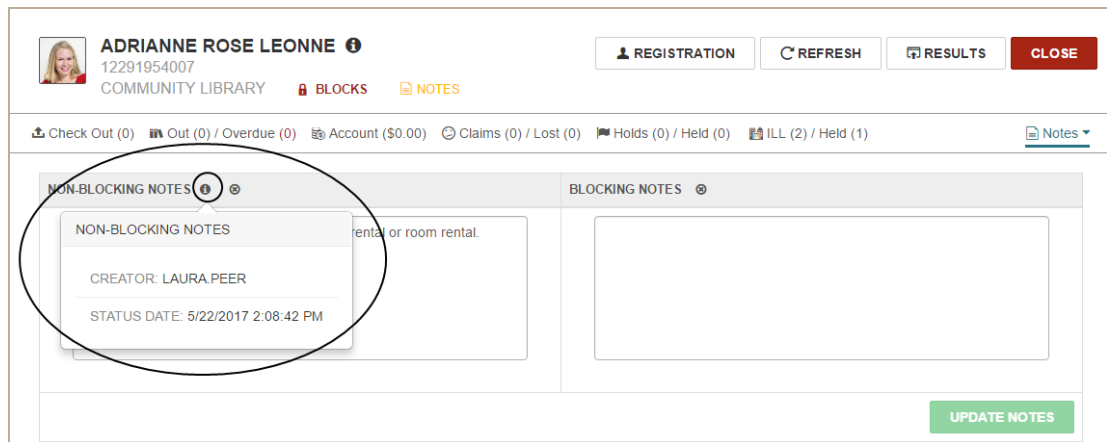 ADRIANNE ROSE LEONNE
12291954007
COMMUNITY LIBRARY BLOCKS NOTES
REGISTRATION REFRESH RESULTS CLOSE
Check Out (0) Out (0) / Overdue (0) Account ($0.00) Claims (0) / Lost (0) Holds (0) / Held (0) ILL (2) / Held (1) Notes
NON-BLOCKING NOTES BLOCKING NOTES
NON-BLOCKING NOTES
rental or room rental.
CREATOR: LAURA.PEER
STATUS DATE: 5/22/2017 2:08:42 PM
UPDATE NOTES